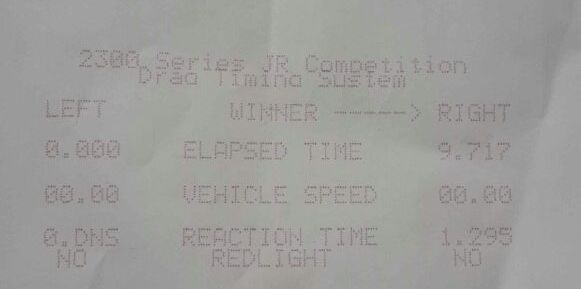 2300 Series JR Competition
Drag Timing System
LEFT WINNER -----> RIGHT
0.000 ELAPSED TIME 9.717
00.00 VEHICLE SPEED 00.00
0.DNS REACTION TIME 1.295
NO REDLIGHT NO